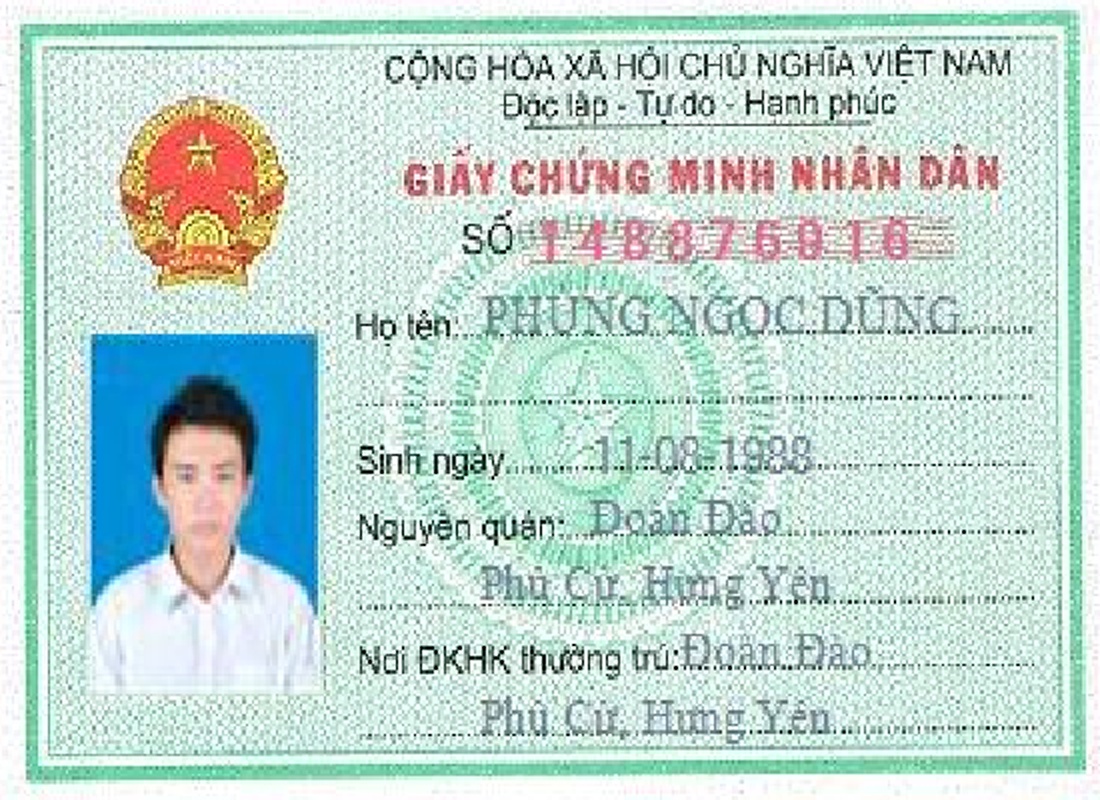 CỘNG HÒA XÃ HỘI CHỦ NGHĨA VIỆT NAM
Độc lập - Tự do - Hạnh phúc
GIẤY CHỨNG MINH NHÂN DÂN
SỐ 148876916
Họ tên: PHÙNG NGỌC DŨNG
Sinh ngày 11-08-1988
Nguyên quán: Đoàn Đào
Phù Cừ, Hưng Yên
Nơi ĐKHK thường trú: Đoàn Đào,
Phù Cừ, Hưng Yên